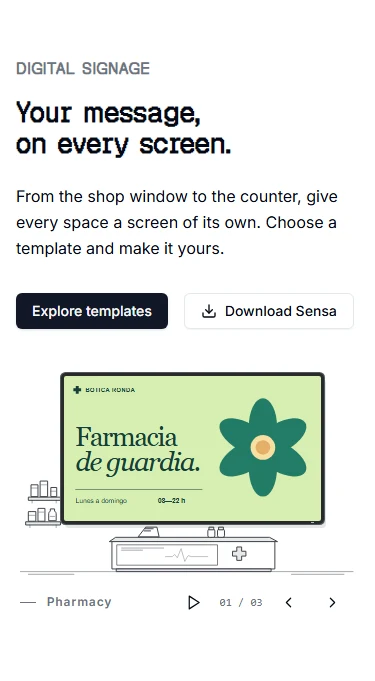 DIGITAL SIGNAGE
Your message,
on every screen.
From the shop window to the counter, give
every space a screen of its own. Choose a
template and make it yours.
Explore templates
Download Sensa
BOTICA RONDA
Farmacia
de guardia.
Lunes a domingo
08—22 h
Pharmacy
01 / 03